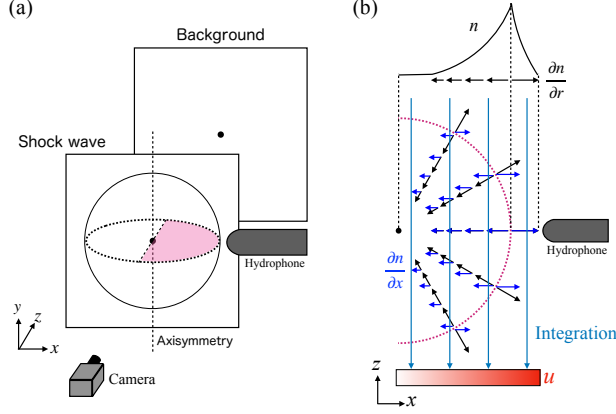 (a)
Background
Shock wave
Hydrophone
y
z
x
Axisymmetry
Camera
(b)
n
∂n
∂r
Hydrophone
∂n
∂x
Integration
z
u
x